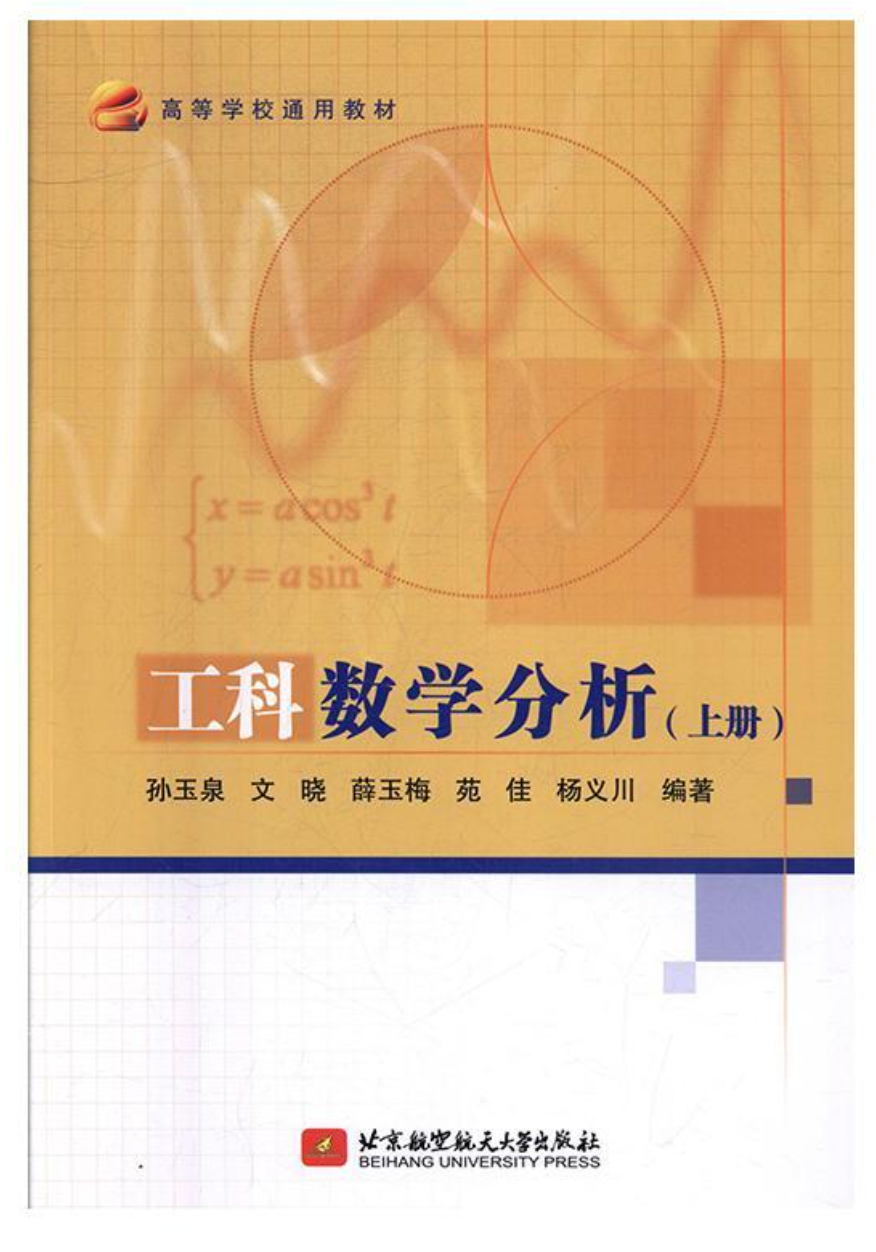 高等学校通用教材
x = a cos³ t
y = a sin³ t
工科数学分析（上册）
孙玉泉 文 晓 薛玉梅 苑 佳 杨义川 编著
北京航空航天大学出版社
BEIHANG UNIVERSITY PRESS